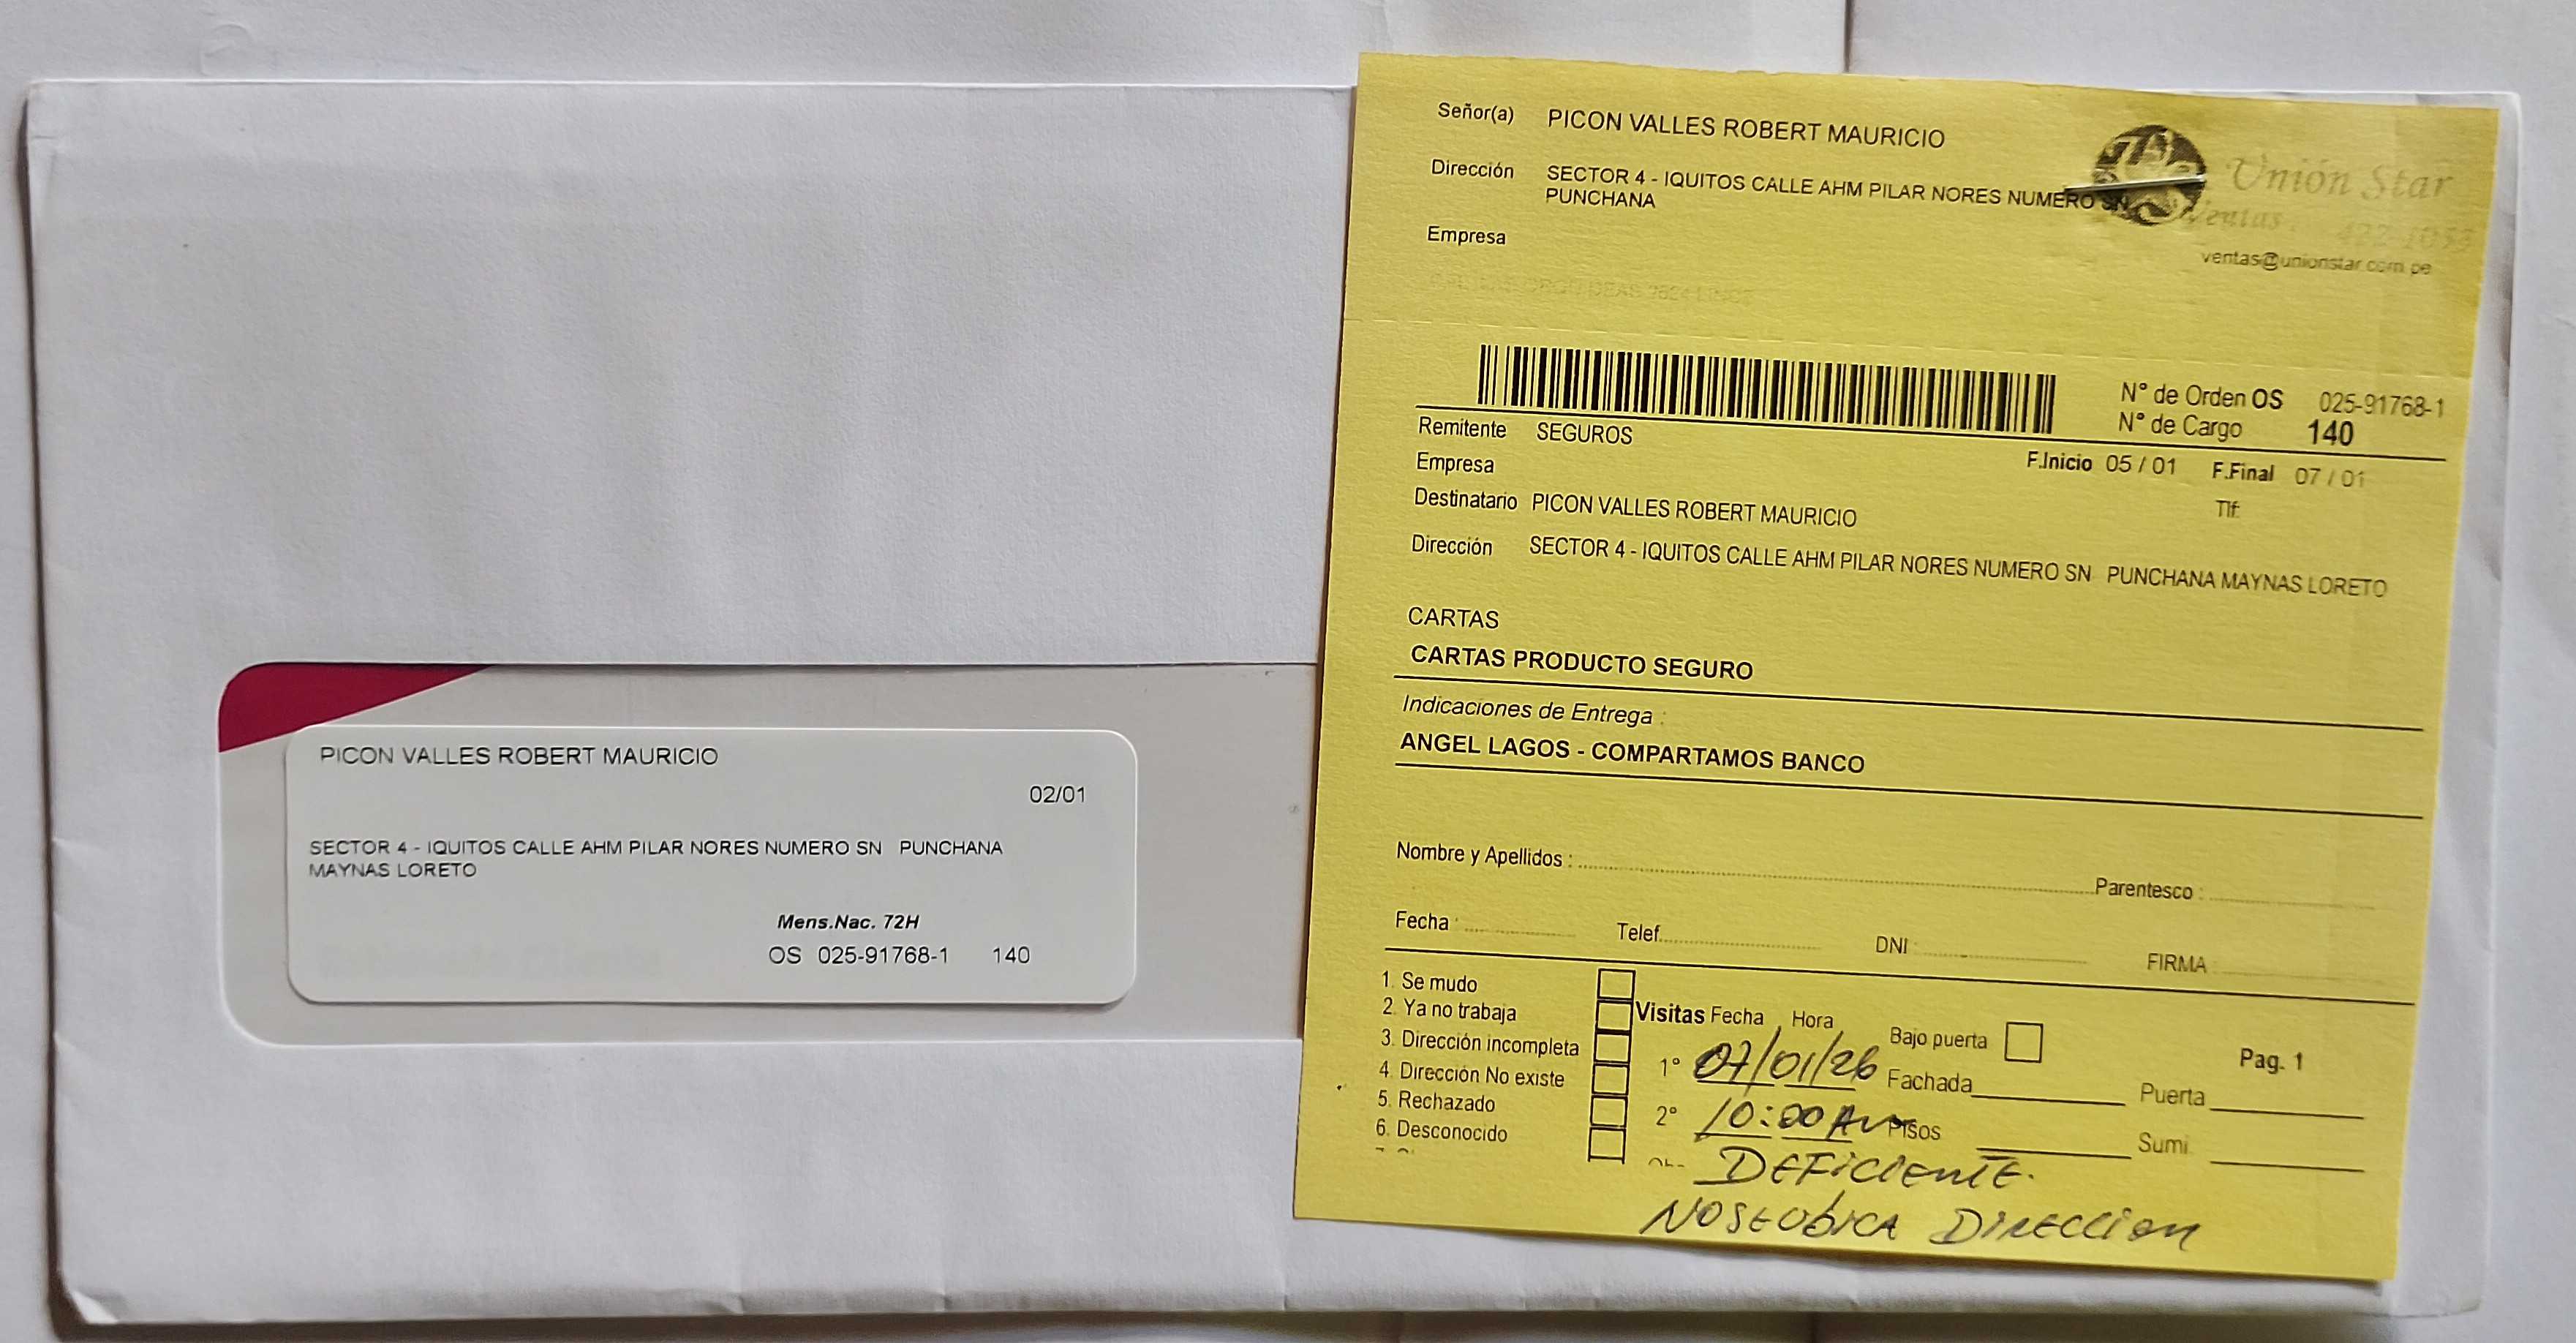 PICON VALLES ROBERT MAURICIO
02/01
SECTOR 4 - IQUITOS CALLE AHM PILAR NORES NUMERO SN PUNCHANA
MAYNAS LORETO
Mens.Nac. 72H
OS 025-91768-1 140
Señor(a) PICON VALLES ROBERT MAURICIO
Dirección SECTOR 4 - IQUITOS CALLE AHM PILAR NORES NUMERO SN
PUNCHANA
Empresa
Unión Star
Ventas
ventas@unionstar.com.pe
N° de Orden OS 025-91768-1
N° de Cargo 140
Remitente SEGUROS
Empresa
F.Inicio 05 / 01 F.Final 07 / 01
Tlf:
Destinatario PICON VALLES ROBERT MAURICIO
Dirección SECTOR 4 - IQUITOS CALLE AHM PILAR NORES NUMERO SN PUNCHANA MAYNAS LORETO
CARTAS
CARTAS PRODUCTO SEGURO
Indicaciones de Entrega :
ANGEL LAGOS - COMPARTAMOS BANCO
Nombre y Apellidos : Parentesco :
Fecha : Telef. DNI : FIRMA :
1. Se mudo
2. Ya no trabaja
3. Dirección incompleta
4. Dirección No existe
5. Rechazado
6. Desconocido
Visitas Fecha Hora
1° 07/01/26
2° 10:00 Am
Bajo puerta
Pag. 1
Fachada Puerta
Pisos Sumi.
DEFICIENTE.
NO SE UBICA DIRECCION